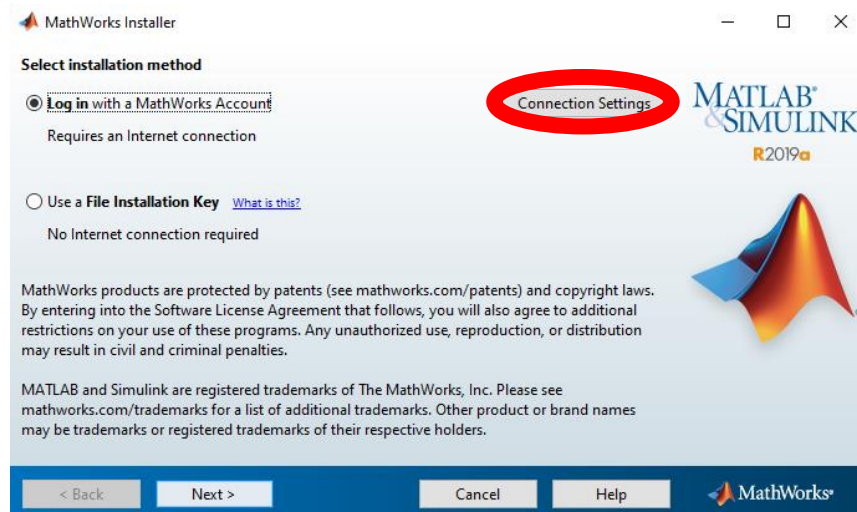 MathWorks Installer
Select installation method
Log in with a MathWorks Account
Connection Settings
Requires an Internet connection
Use a File Installation Key What is this?
No Internet connection required
MathWorks products are protected by patents (see mathworks.com/patents) and copyright laws.
By entering into the Software License Agreement that follows, you will also agree to additional
restrictions on your use of these programs. Any unauthorized use, reproduction, or distribution
may result in civil and criminal penalties.
MATLAB and Simulink are registered trademarks of The MathWorks, Inc. Please see
mathworks.com/trademarks for a list of additional trademarks. Other product or brand names
may be trademarks or registered trademarks of their respective holders.
MATLAB®
&SIMULINK
R2019a
< Back Next > Cancel Help MathWorks®